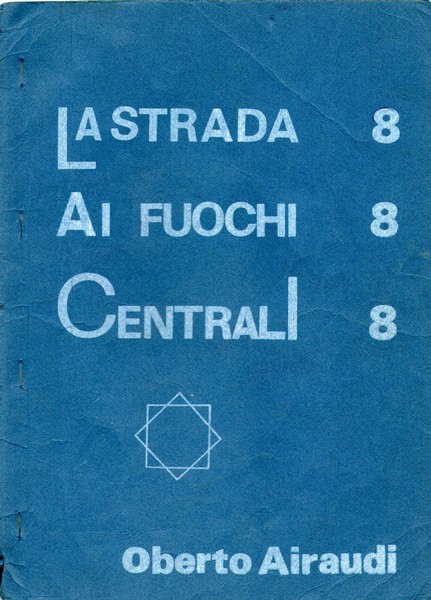 LA STRADA 8
AI FUOCHI 8
CENTRALI 8
Oberto Airaudi